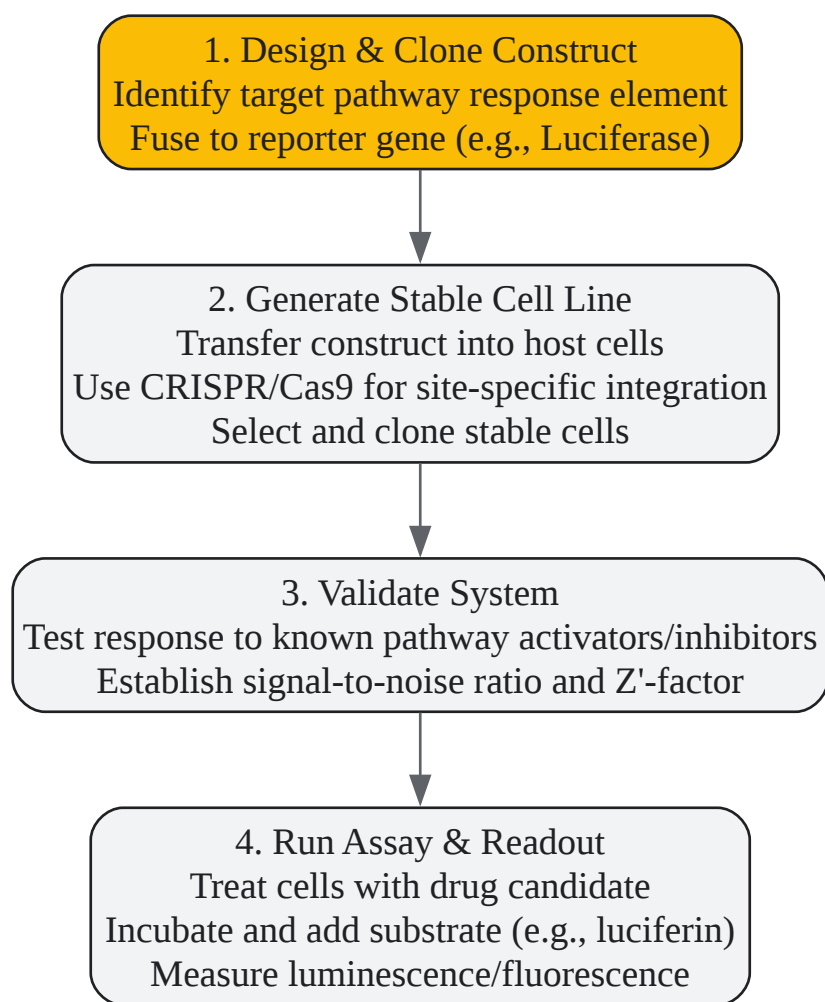 1. Design & Clone Construct
Identify target pathway response element
Fuse to reporter gene (e.g., Luciferase)
2. Generate Stable Cell Line
Transfer construct into host cells
Use CRISPR/Cas9 for site-specific integration
Select and clone stable cells
3. Validate System
Test response to known pathway activators/inhibitors
Establish signal-to-noise ratio and Z'-factor
4. Run Assay & Readout
Treat cells with drug candidate
Incubate and add substrate (e.g., luciferin)
Measure luminescence/fluorescence